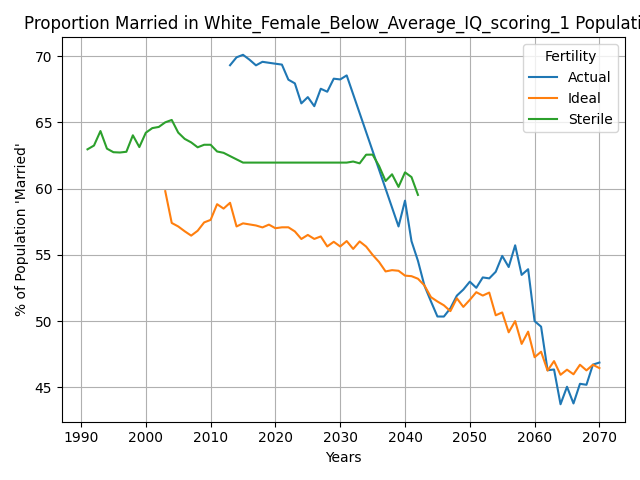 Proportion Married in White_Female_Below_Average_IQ_scoring_1 Populati
% of Population 'Married'
70
65
60
55
50
45
Fertility
Actual
Ideal
Sterile
1990 2000 2010 2020 2030 2040 2050 2060 2070
Years